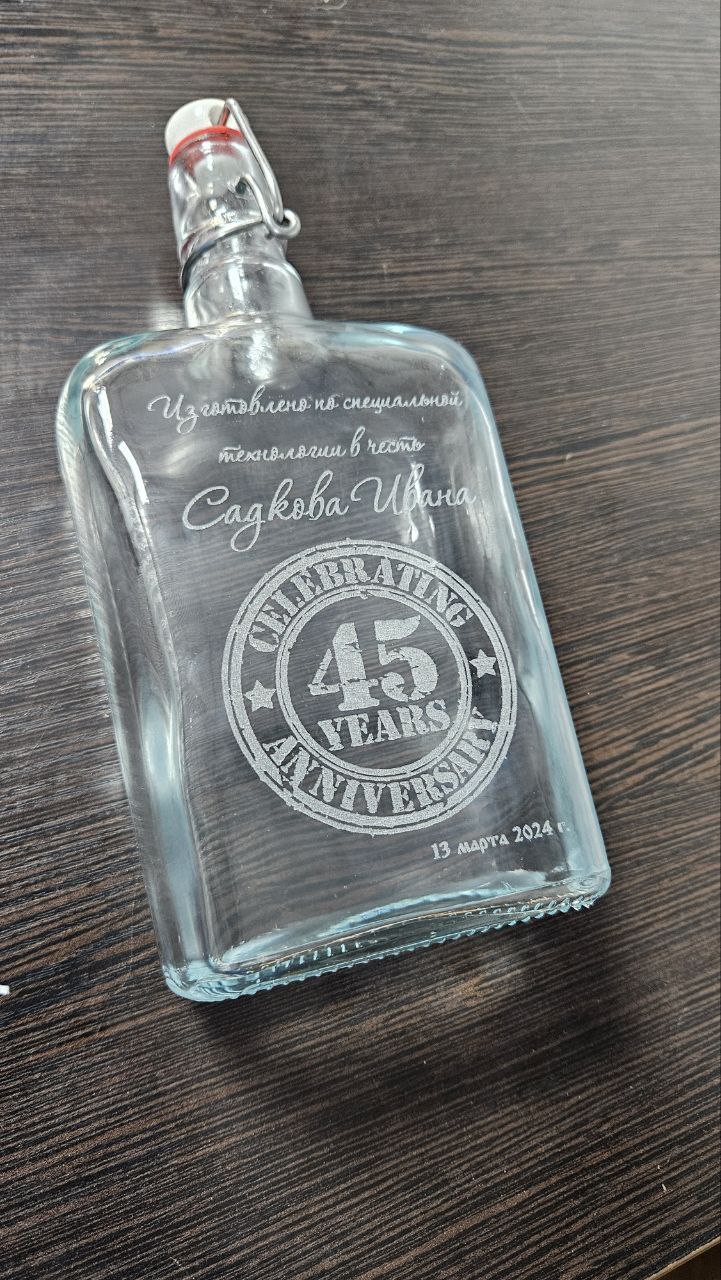 Изготовлено по специальной
технологии в честь
Садкова Ивана
CELEBRATING
45
YEARS
ANNIVERSARY
13 марта 2024 г.